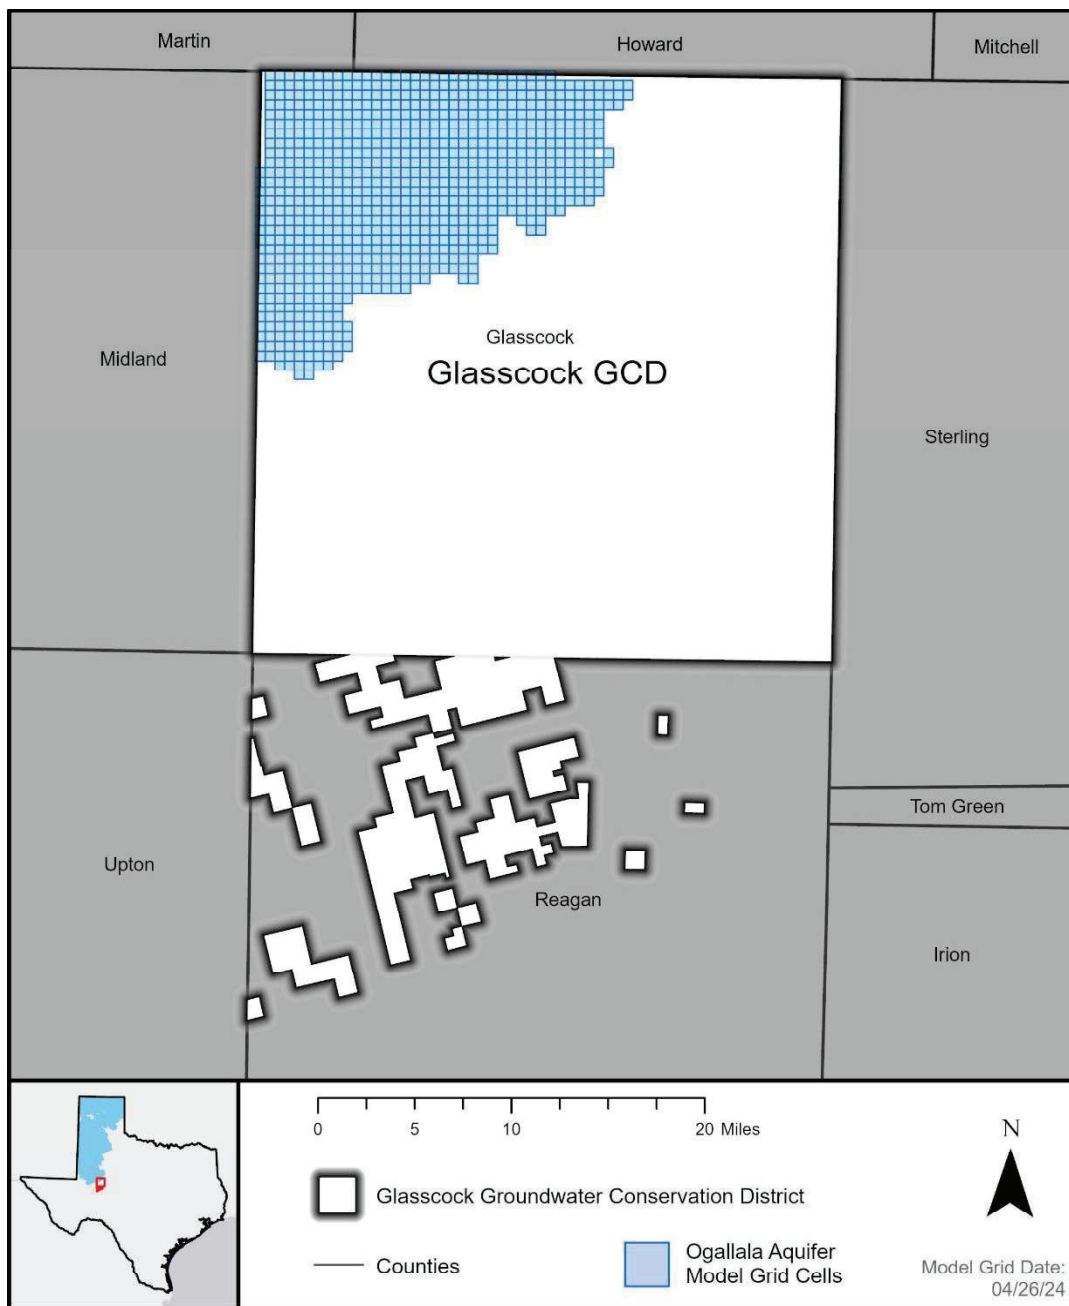 Martin
Howard
Mitchell
Glasscock
Glasscock GCD
Midland
Sterling
Tom Green
Upton
Reagan
Irion
0 5 10 20 Miles
N
Glasscock Groundwater Conservation District
Counties
Ogallala Aquifer
Model Grid Cells
Model Grid Date:
04/26/24